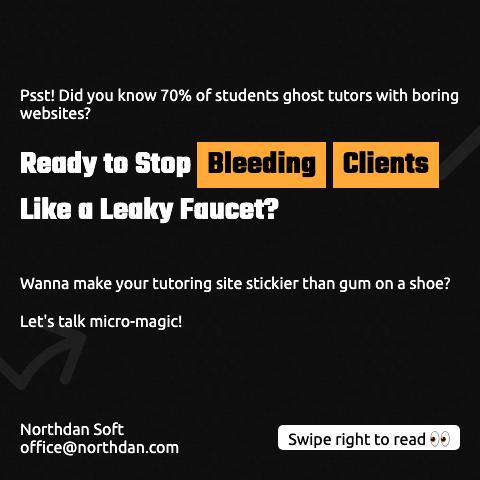 Psst! Did you know 70% of students ghost tutors with boring
websites?
Ready to Stop Bleeding Clients
Like a Leaky Faucet?
Wanna make your tutoring site stickier than gum on a shoe?
Let's talk micro-magic!
Northdan Soft
office@northdan.com
Swipe right to read 👀